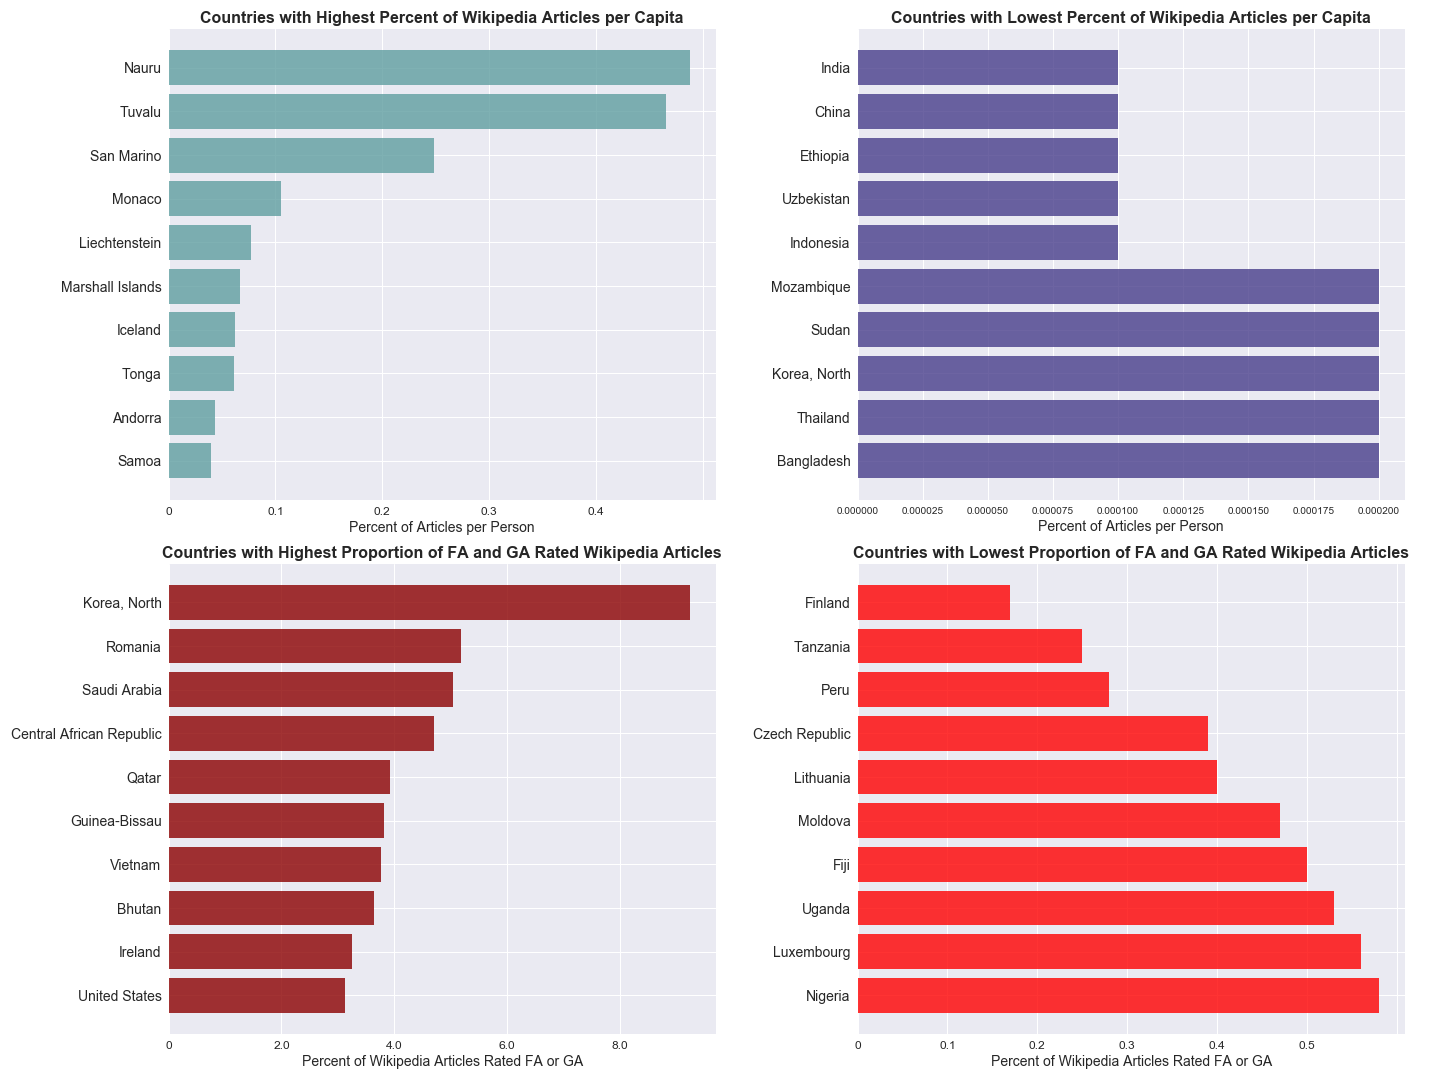 Countries with Highest Percent of Wikipedia Articles per Capita
Nauru
Tuvalu
San Marino
Monaco
Liechtenstein
Marshall Islands
Iceland
Tonga
Andorra
Samoa
0 0.1 0.2 0.3 0.4
Percent of Articles per Person
Countries with Lowest Percent of Wikipedia Articles per Capita
India
China
Ethiopia
Uzbekistan
Indonesia
Mozambique
Sudan
Korea, North
Thailand
Bangladesh
0.000000 0.000025 0.000050 0.000075 0.000100 0.000125 0.000150 0.000175 0.000200
Percent of Articles per Person
Countries with Highest Proportion of FA and GA Rated Wikipedia Articles
Korea, North
Romania
Saudi Arabia
Central African Republic
Qatar
Guinea-Bissau
Vietnam
Bhutan
Ireland
United States
0 2.0 4.0 6.0 8.0
Percent of Wikipedia Articles Rated FA or GA
Countries with Lowest Proportion of FA and GA Rated Wikipedia Articles
Finland
Tanzania
Peru
Czech Republic
Lithuania
Moldova
Fiji
Uganda
Luxembourg
Nigeria
0 0.1 0.2 0.3 0.4 0.5
Percent of Wikipedia Articles Rated FA or GA